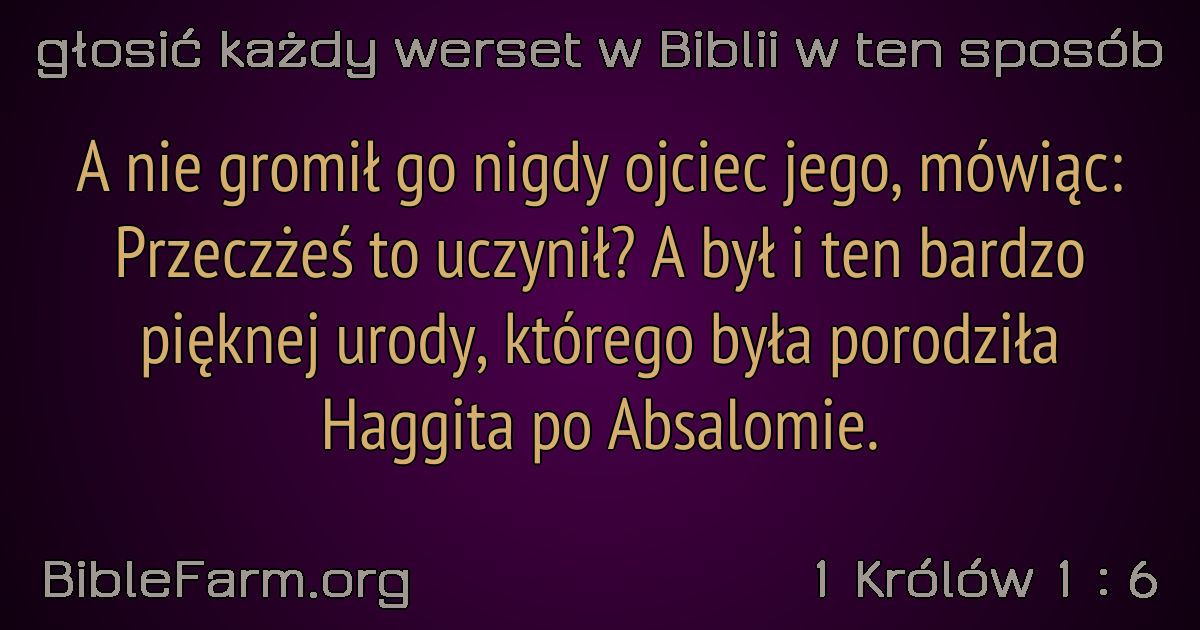 głosić każdy werset w Biblii w ten sposób
A nie gromił go nigdy ojciec jego, mówiąc:
Przeczżeś to uczynił? A był i ten bardzo
pięknej urody, którego była porodziła
Haggita po Absalomie.
BibleFarm.org
1 Królów 1 : 6